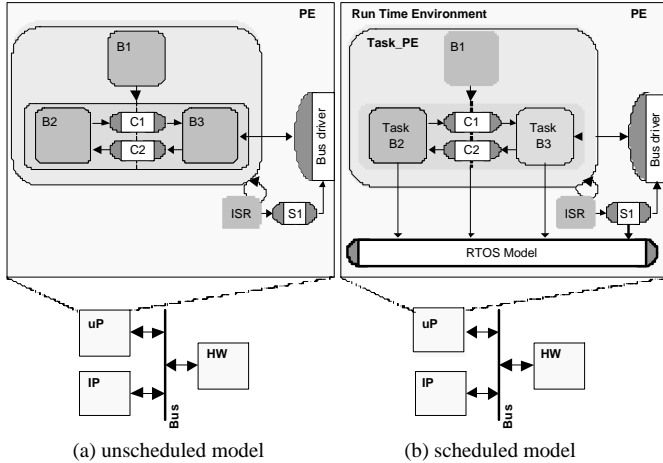 PE
B1
B2
C1
B3
C2
Bus driver
ISR
S1
uP
HW
IP
Bus
(a) unscheduled model
Run Time Environment
PE
Task_PE
B1
Task
B2
C1
Task
B3
C2
Bus driver
ISR
S1
RTOS Model
uP
HW
IP
Bus
(b) scheduled model